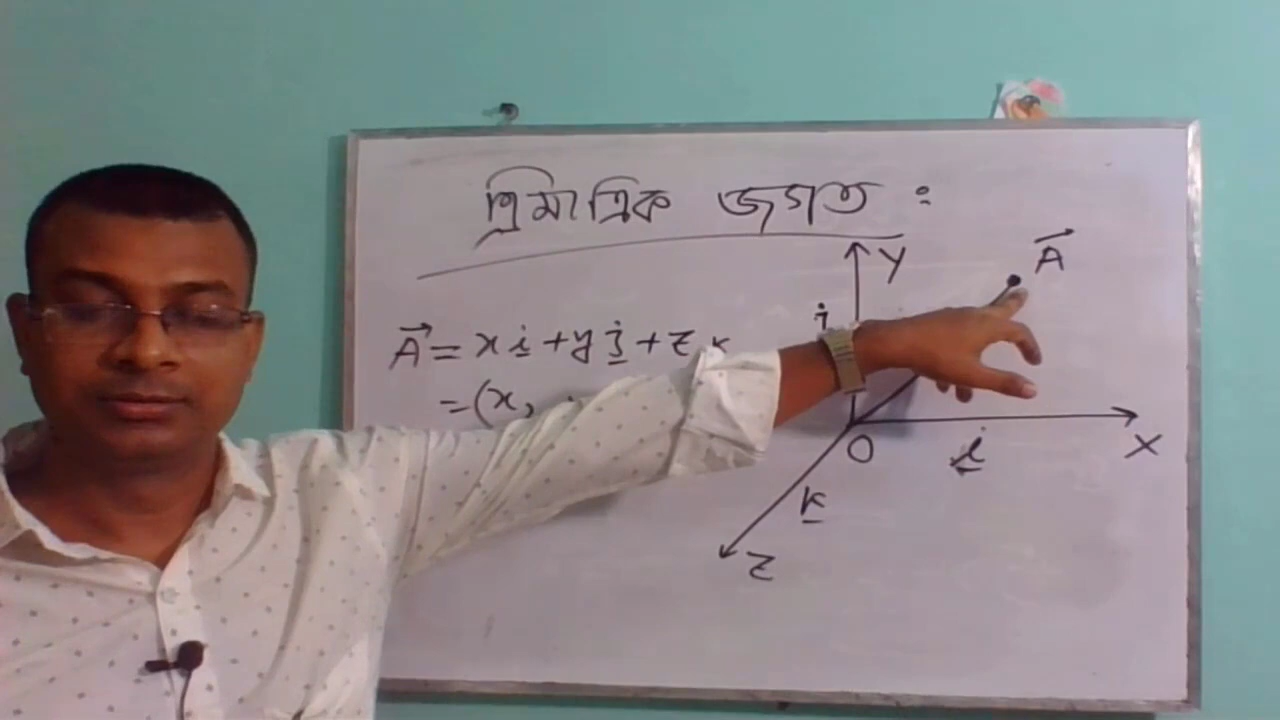 ত্রিমাত্রিক জগত :
Y
A
j
A = xi + yj + zk
= (x,
O
i
X
k
Z